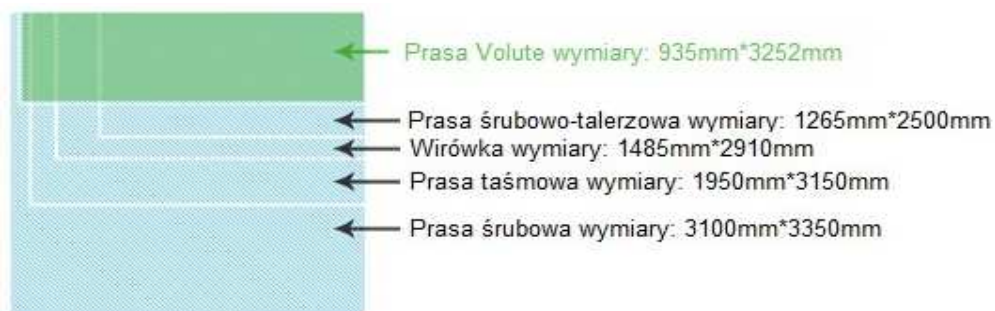 Prasa Volute wymiary: 935mm*3252mm
Prasa śrubowo-talerzowa wymiary: 1265mm*2500mm
Wirówka wymiary: 1485mm*2910mm
Prasa taśmowa wymiary: 1950mm*3150mm
Prasa śrubowa wymiary: 3100mm*3350mm